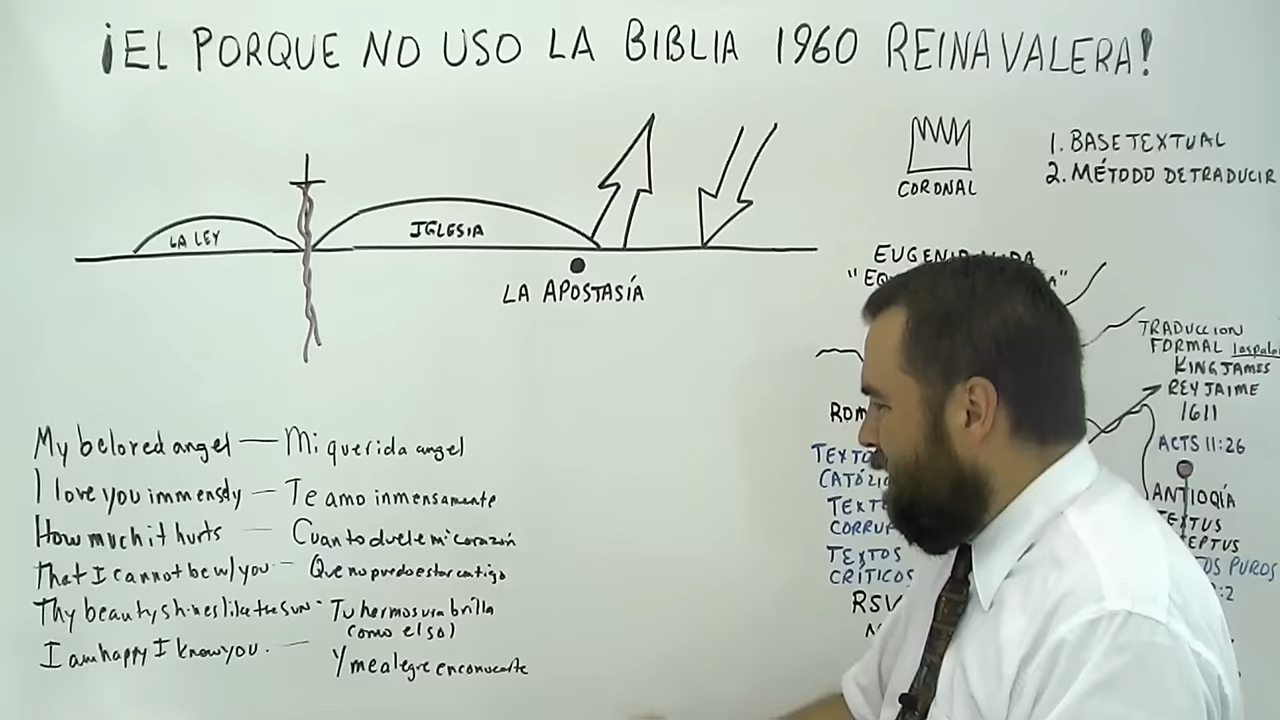 ¡EL PORQUE NO USO LA BIBLIA 1960 REINA VALERA!
LA LEY
IGLESIA
LA APOSTASÍA
CORONAL
1. BASE TEXTUAL
2. MÉTODO DE TRADUCIR
My beloved angel — Mi querida angel
I love you immensly — Te amo inmensamente
How much it hurts — Cuanto duele mi corazón
That I cannot be w/ you — Que no puedo estar contigo
Thy beauty shines like the sun - Tu hermosura brilla
como el sol
I am happy I know you. — Y me alegre en conocerte
TRADUCCION
FORMAL
KING JAMES
REY JAIME
1611
ACTS 11:26
ANTIOQÍA
CRÍTICOS
TEXTOS
RSV
PUROS